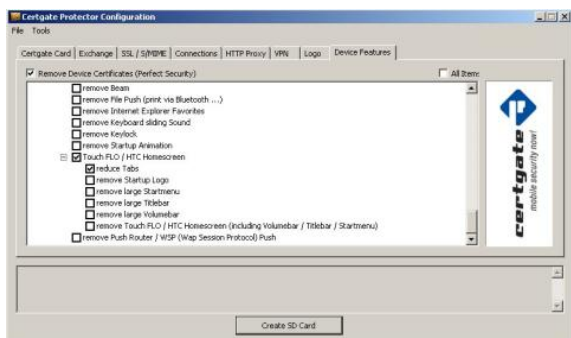 Certgate Protector Configuration
File Tools
Certgate Card Exchange SSL / S/MIME Connections HTTP Proxy VPN Logo Device Features
Remove Device Certificates (Perfect Security) All Items
remove Beam
remove File Push (print via Bluetooth ...)
remove Internet Explorer Favorites
remove Keyboard sliding Sound
remove Keylock
remove Startup Animation
Touch FLO / HTC Homescreen
reduce Tabs
remove Startup Logo
remove large Startmenu
remove large Titlebar
remove large Volumebar
remove Touch FLO / HTC Homescreen (including Volumebar / Titlebar / Startmenu)
remove Push Router / WSP (Wap Session Protocol) Push
certgate
mobile security now!
Create SD Card